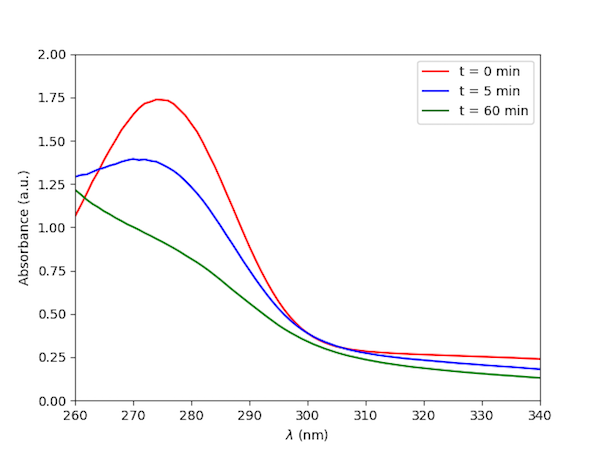 2.00
1.75
1.50
1.25
1.00
0.75
0.50
0.25
0.00
Absorbance (a.u.)
t = 0 min
t = 5 min
t = 60 min
260 270 280 290 300 310 320 330 340
λ (nm)